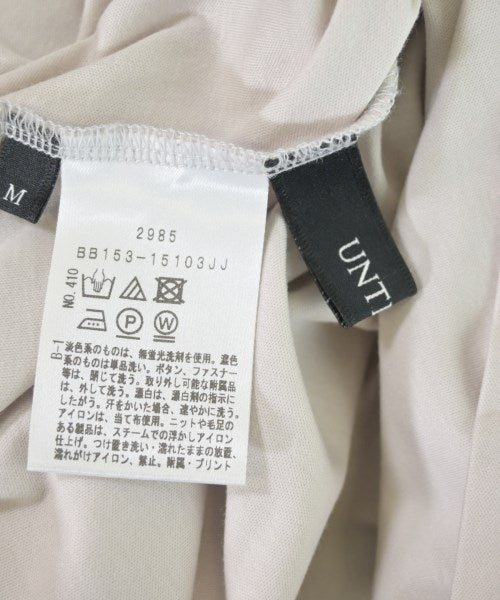 M
2985
BB153-15103JJ
NO.410
P
W
B-1
淡色系のものは、無蛍光洗剤を使用。濃色
系のものは単品洗い。ボタン、ファスナー
等は、閉じて洗う。取り外し可能な附属品
は、外して洗う。漂白は、漂白剤の指示に
したがう。汗をかいた場合、速やかに洗う。
アイロンは、当て布使用。ニットや毛足の
ある製品は、スチームでの浮かしアイロン
仕上げ。つけ置き洗い・濡れたままの放置、
濡れがけアイロン、禁止。附属・プリント
UNTI